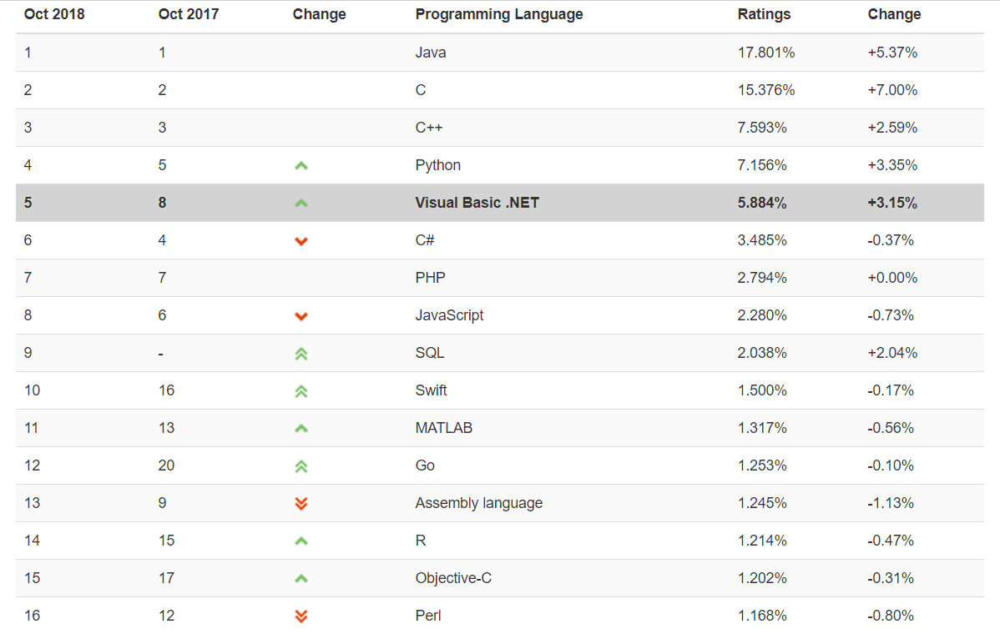 Oct 2018 Oct 2017 Change Programming Language Ratings Change
1 1 Java 17.801% +5.37%
2 2 C 15.376% +7.00%
3 3 C++ 7.593% +2.59%
4 5 Python 7.156% +3.35%
5 8 Visual Basic .NET 5.884% +3.15%
6 4 C# 3.485% -0.37%
7 7 PHP 2.794% +0.00%
8 6 JavaScript 2.280% -0.73%
9 - SQL 2.038% +2.04%
10 16 Swift 1.500% -0.17%
11 13 MATLAB 1.317% -0.56%
12 20 Go 1.253% -0.10%
13 9 Assembly language 1.245% -1.13%
14 15 R 1.214% -0.47%
15 17 Objective-C 1.202% -0.31%
16 12 Perl 1.168% -0.80%